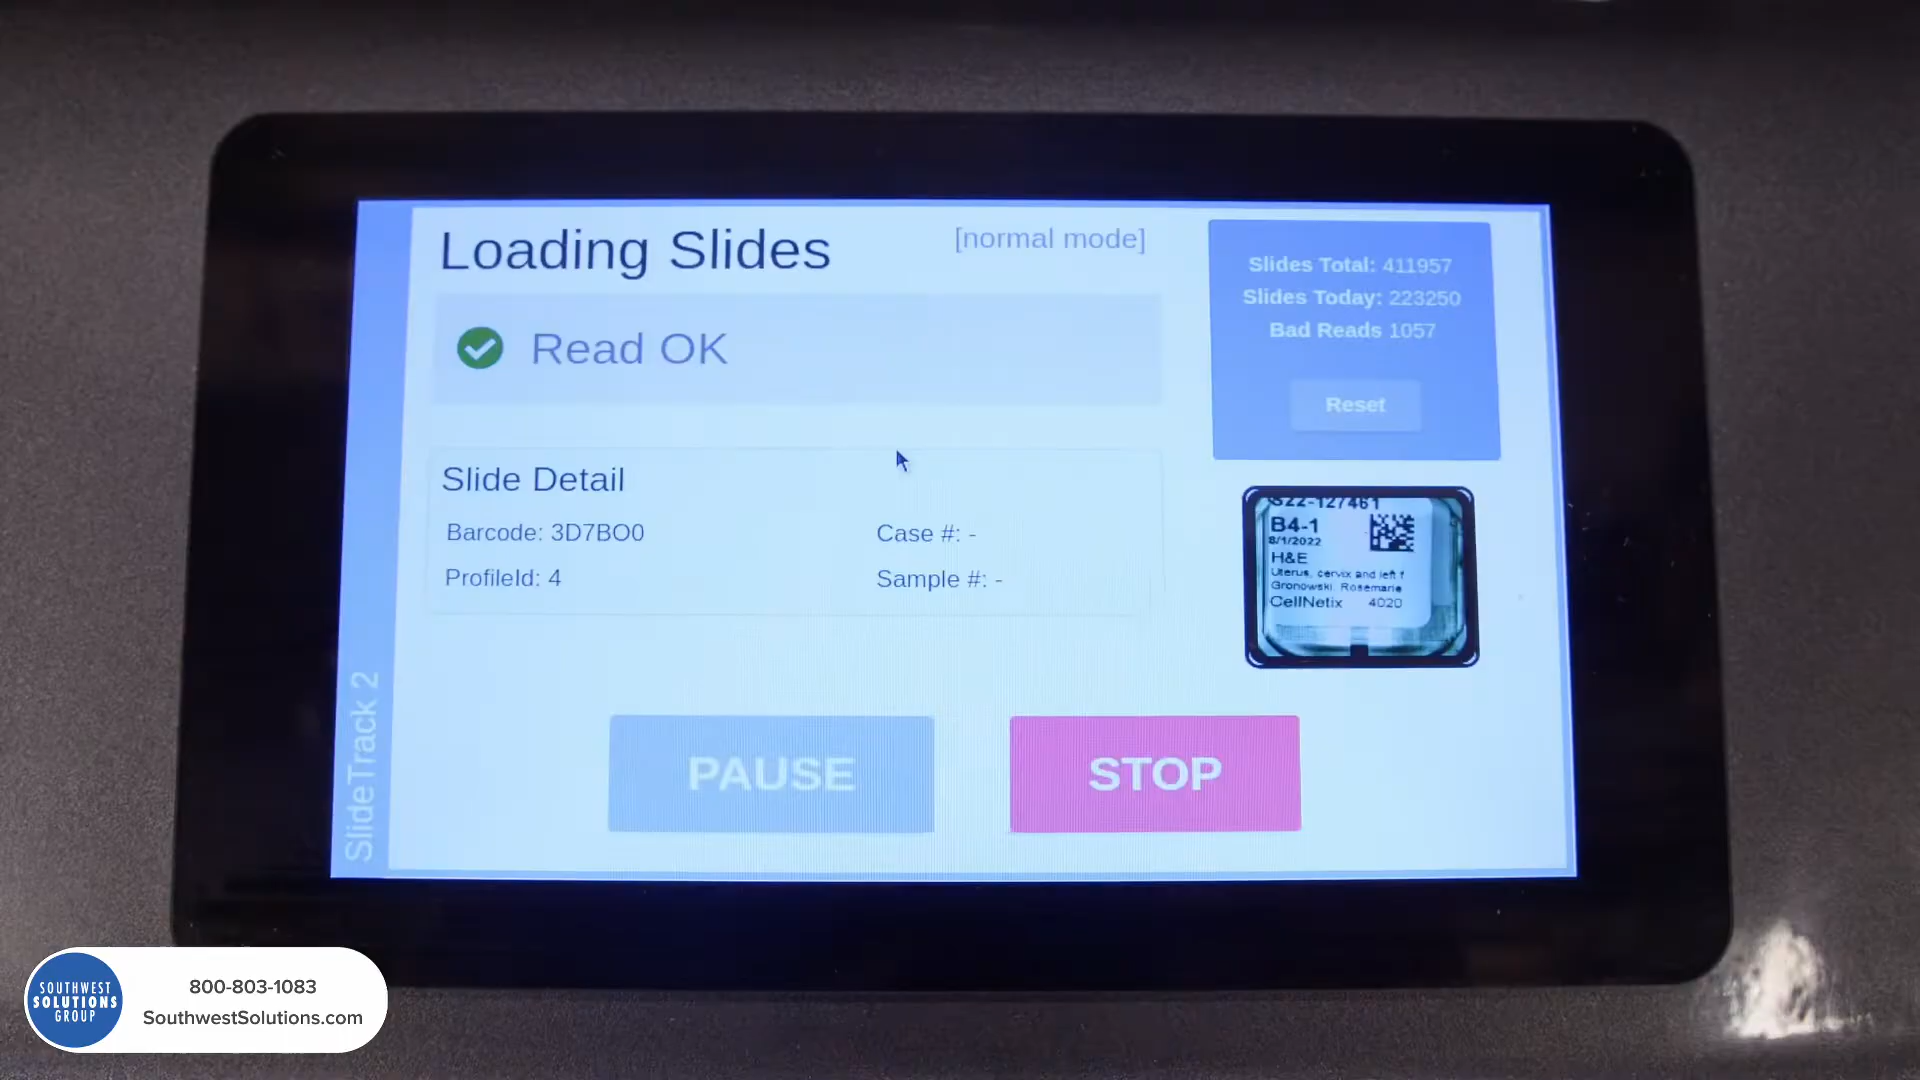 Loading Slides
[normal mode]
Read OK
Slide Detail
Barcode: 3D7BO0
Case #: -
ProfileId: 4
Sample #: -
Slides Total: 411957
Slides Today: 223250
Bad Reads 1057
Reset
S22-127461
B4-1
8/1/2022
H&E
Uterus, cervix and left f
Gronowski, Rosemarie
CellNetix 4020
PAUSE
STOP
SlideTrack 2
SOUTHWEST
SOLUTIONS
GROUP
800-803-1083
SouthwestSolutions.com